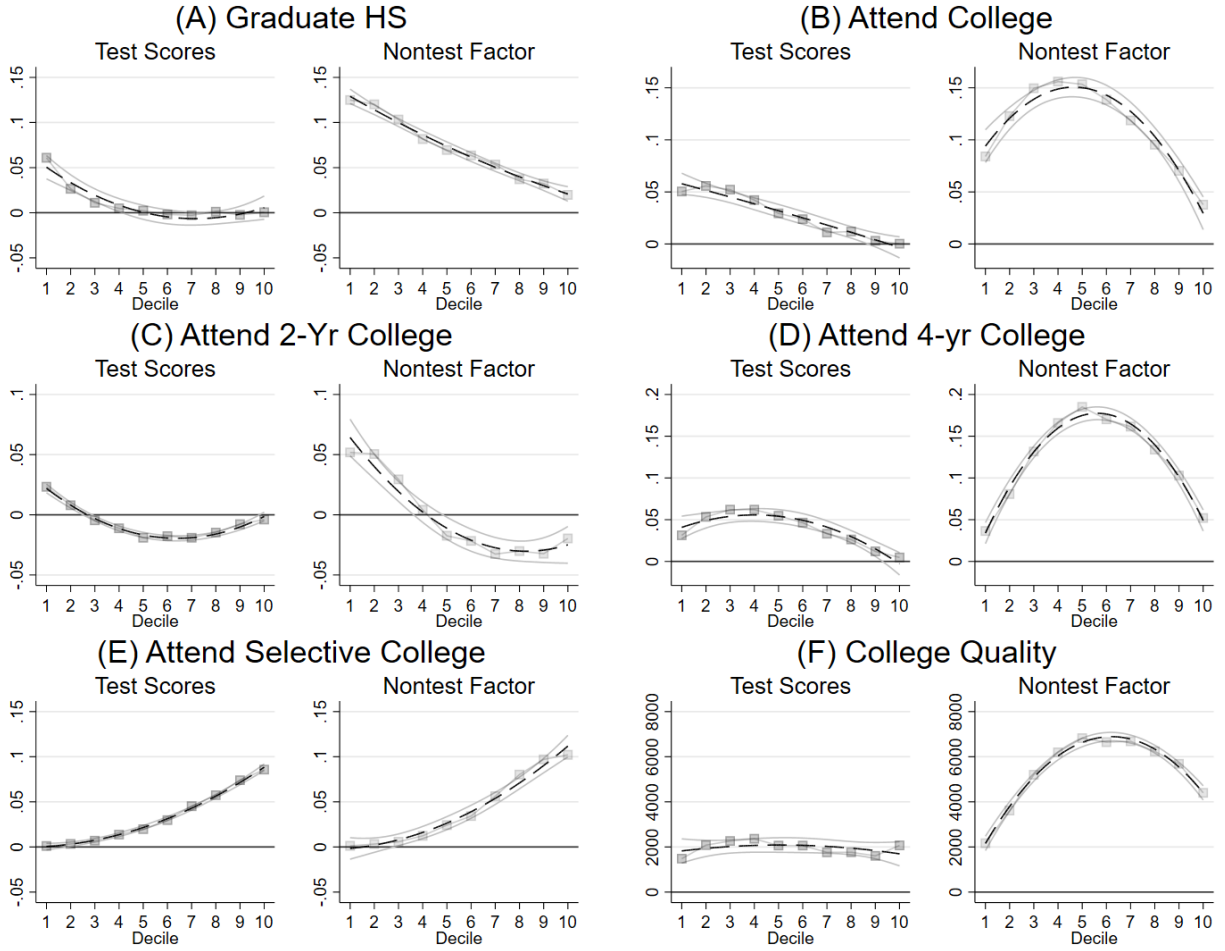 (A) Graduate HS
Test Scores
.15
.1
.05
0
-.05
1 2 3 4 5 6 7 8 9 10
Decile
Nontest Factor
.15
.1
.05
0
-.05
1 2 3 4 5 6 7 8 9 10
Decile
(B) Attend College
Test Scores
.15
.1
.05
0
1 2 3 4 5 6 7 8 9 10
Decile
Nontest Factor
.15
.1
.05
0
1 2 3 4 5 6 7 8 9 10
Decile
(C) Attend 2-Yr College
Test Scores
.1
.05
0
-.05
1 2 3 4 5 6 7 8 9 10
Decile
Nontest Factor
.1
.05
0
-.05
1 2 3 4 5 6 7 8 9 10
Decile
(D) Attend 4-yr College
Test Scores
.2
.15
.1
.05
0
1 2 3 4 5 6 7 8 9 10
Decile
Nontest Factor
.2
.15
.1
.05
0
1 2 3 4 5 6 7 8 9 10
Decile
(E) Attend Selective College
Test Scores
.15
.1
.05
0
-.05
1 2 3 4 5 6 7 8 9 10
Decile
Nontest Factor
.15
.1
.05
0
-.05
1 2 3 4 5 6 7 8 9 10
Decile
(F) College Quality
Test Scores
8000
6000
4000
2000
0
1 2 3 4 5 6 7 8 9 10
Decile
Nontest Factor
8000
6000
4000
2000
0
1 2 3 4 5 6 7 8 9 10
Decile